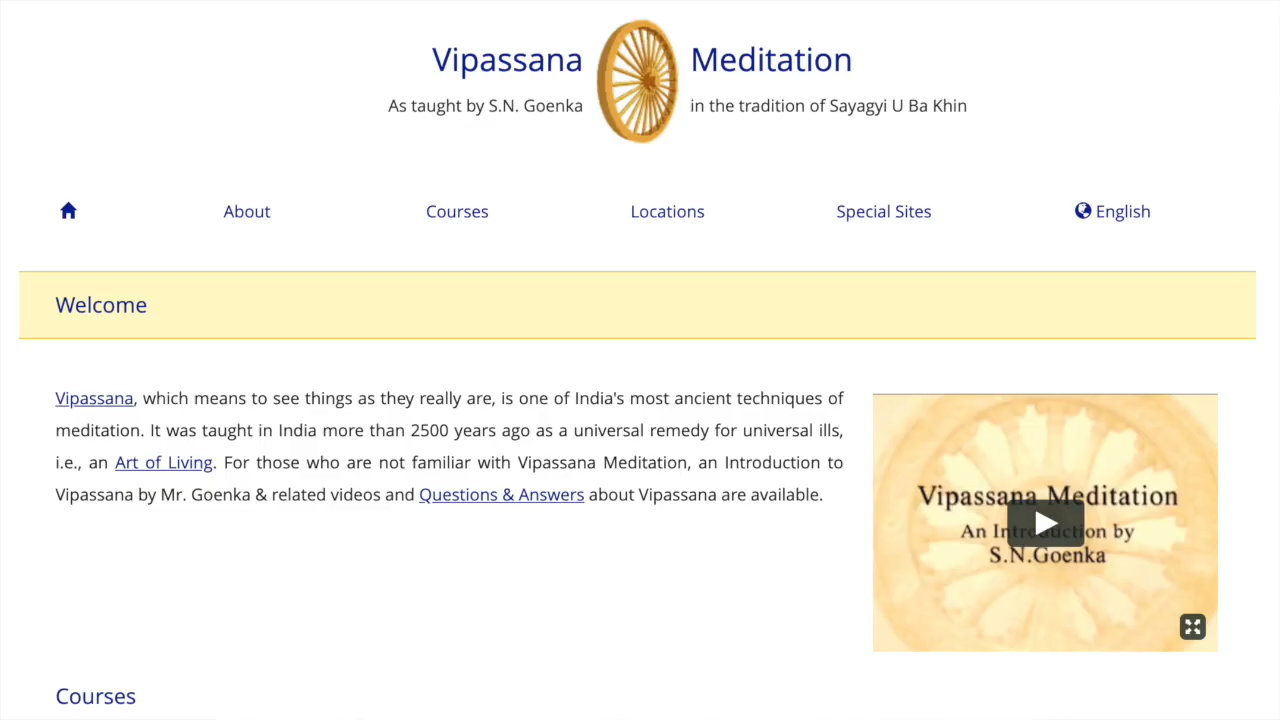 Vipassana Meditation
As taught by S.N. Goenka in the tradition of Sayagyi U Ba Khin
About Courses Locations Special Sites English
Welcome
Vipassana, which means to see things as they really are, is one of India's most ancient techniques of
meditation. It was taught in India more than 2500 years ago as a universal remedy for universal ills,
i.e., an Art of Living. For those who are not familiar with Vipassana Meditation, an Introduction to
Vipassana by Mr. Goenka & related videos and Questions & Answers about Vipassana are available.
Vipassana Meditation
An Introduction by
S.N.Goenka
Courses